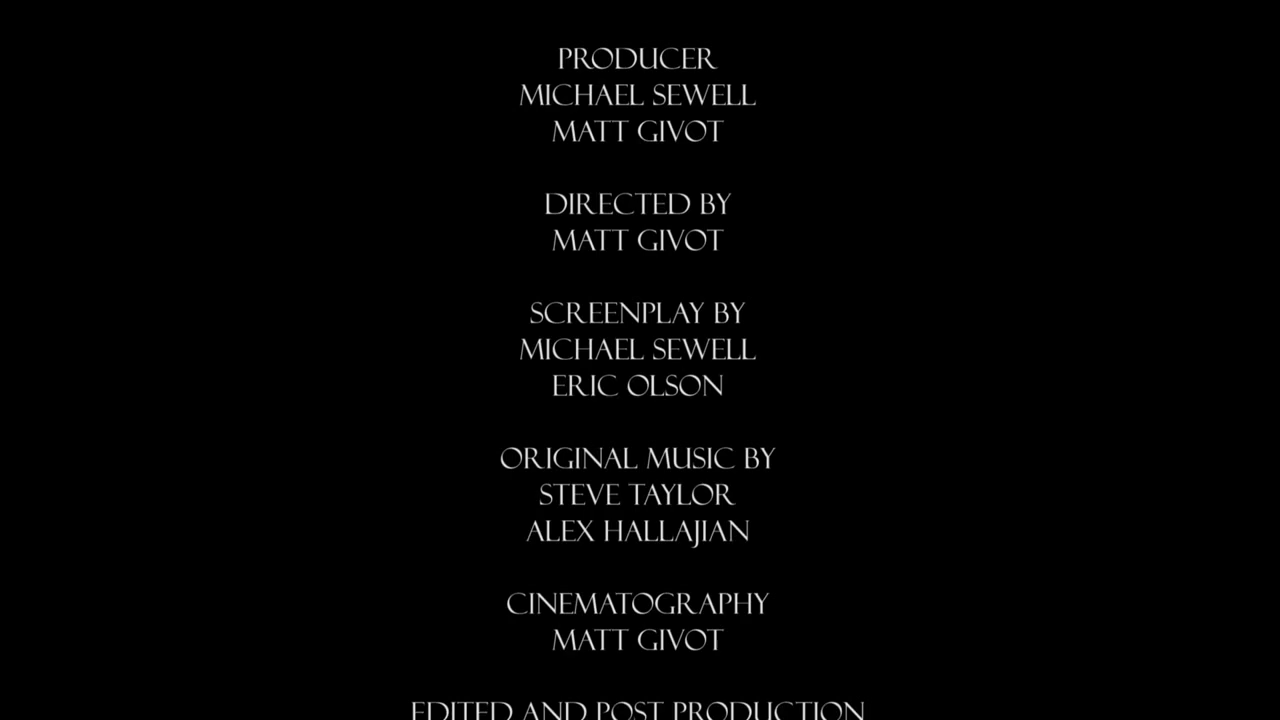 PRODUCER
MICHAEL SEWELL
MATT GIVOT
DIRECTED BY
MATT GIVOT
SCREENPLAY BY
MICHAEL SEWELL
ERIC OLSON
ORIGINAL MUSIC BY
STEVE TAYLOR
ALEX HALLAJIAN
CINEMATOGRAPHY
MATT GIVOT
EDITED AND POST PRODUCTION